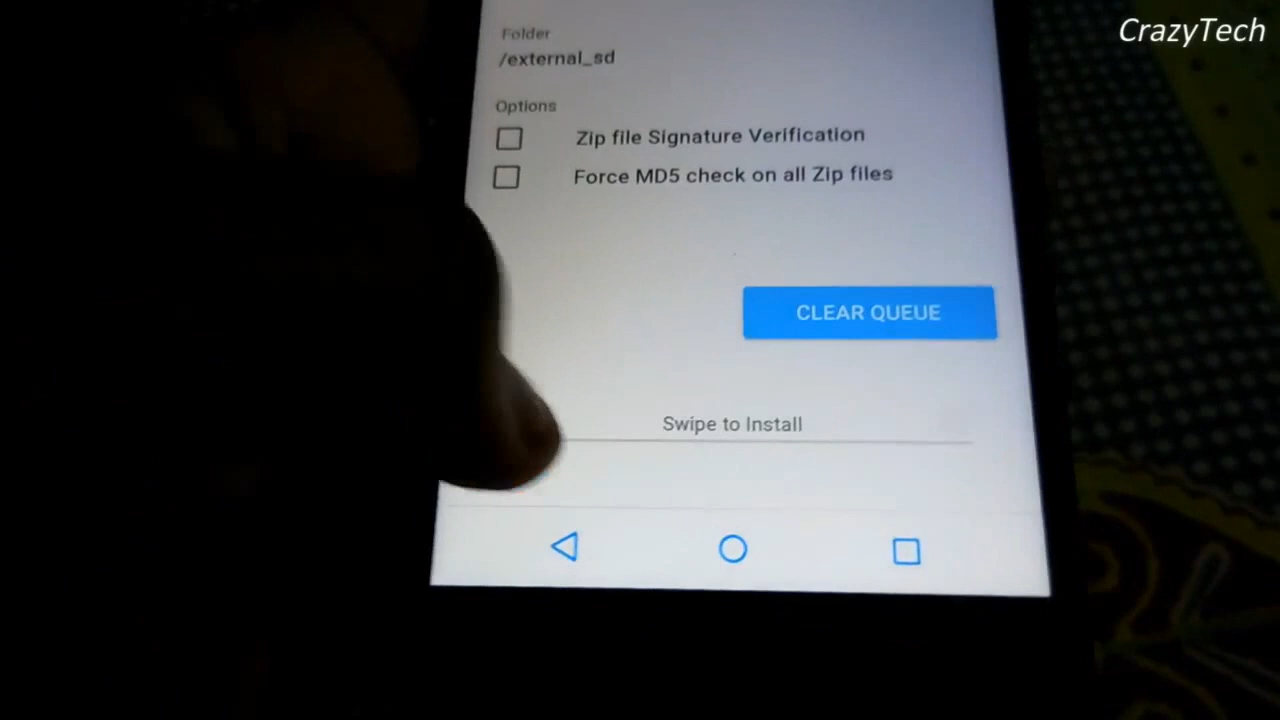 CrazyTech
Folder
/external_sd
Options
Zip file Signature Verification
Force MD5 check on all Zip files
CLEAR QUEUE
Swipe to Install